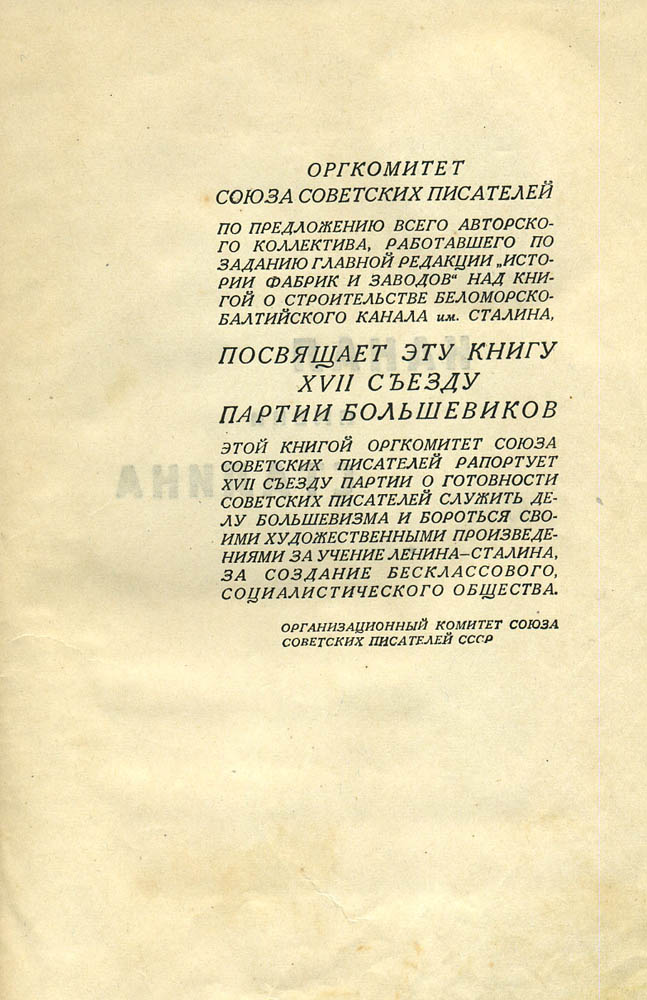 ОРГКОМИТЕТ
СОЮЗА СОВЕТСКИХ ПИСАТЕЛЕЙ
ПО ПРЕДЛОЖЕНИЮ ВСЕГО АВТОРСКО-
ГО КОЛЛЕКТИВА, РАБОТАВШЕГО ПО
ЗАДАНИЮ ГЛАВНОЙ РЕДАКЦИИ „ИСТО-
РИИ ФАБРИК И ЗАВОДОВ“ НАД КНИ-
ГОЙ О СТРОИТЕЛЬСТВЕ БЕЛОМОРСКО-
БАЛТИЙСКОГО КАНАЛА им. СТАЛИНА,
ПОСВЯЩАЕТ ЭТУ КНИГУ
XVII СЪЕЗДУ
ПАРТИИ БОЛЬШЕВИКОВ
ЭТОЙ КНИГОЙ ОРГКОМИТЕТ СОЮЗА
СОВЕТСКИХ ПИСАТЕЛЕЙ РАПОРТУЕТ
XVII СЪЕЗДУ ПАРТИИ О ГОТОВНОСТИ
СОВЕТСКИХ ПИСАТЕЛЕЙ СЛУЖИТЬ ДЕ-
ЛУ БОЛЬШЕВИЗМА И БОРОТЬСЯ СВО-
ИМИ ХУДОЖЕСТВЕННЫМИ ПРОИЗВЕДЕ-
НИЯМИ ЗА УЧЕНИЕ ЛЕНИНА—СТАЛИНА,
ЗА СОЗДАНИЕ БЕСКЛАССОВОГО,
СОЦИАЛИСТИЧЕСКОГО ОБЩЕСТВА.
ОРГАНИЗАЦИОННЫЙ КОМИТЕТ СОЮЗА
СОВЕТСКИХ ПИСАТЕЛЕЙ СССР